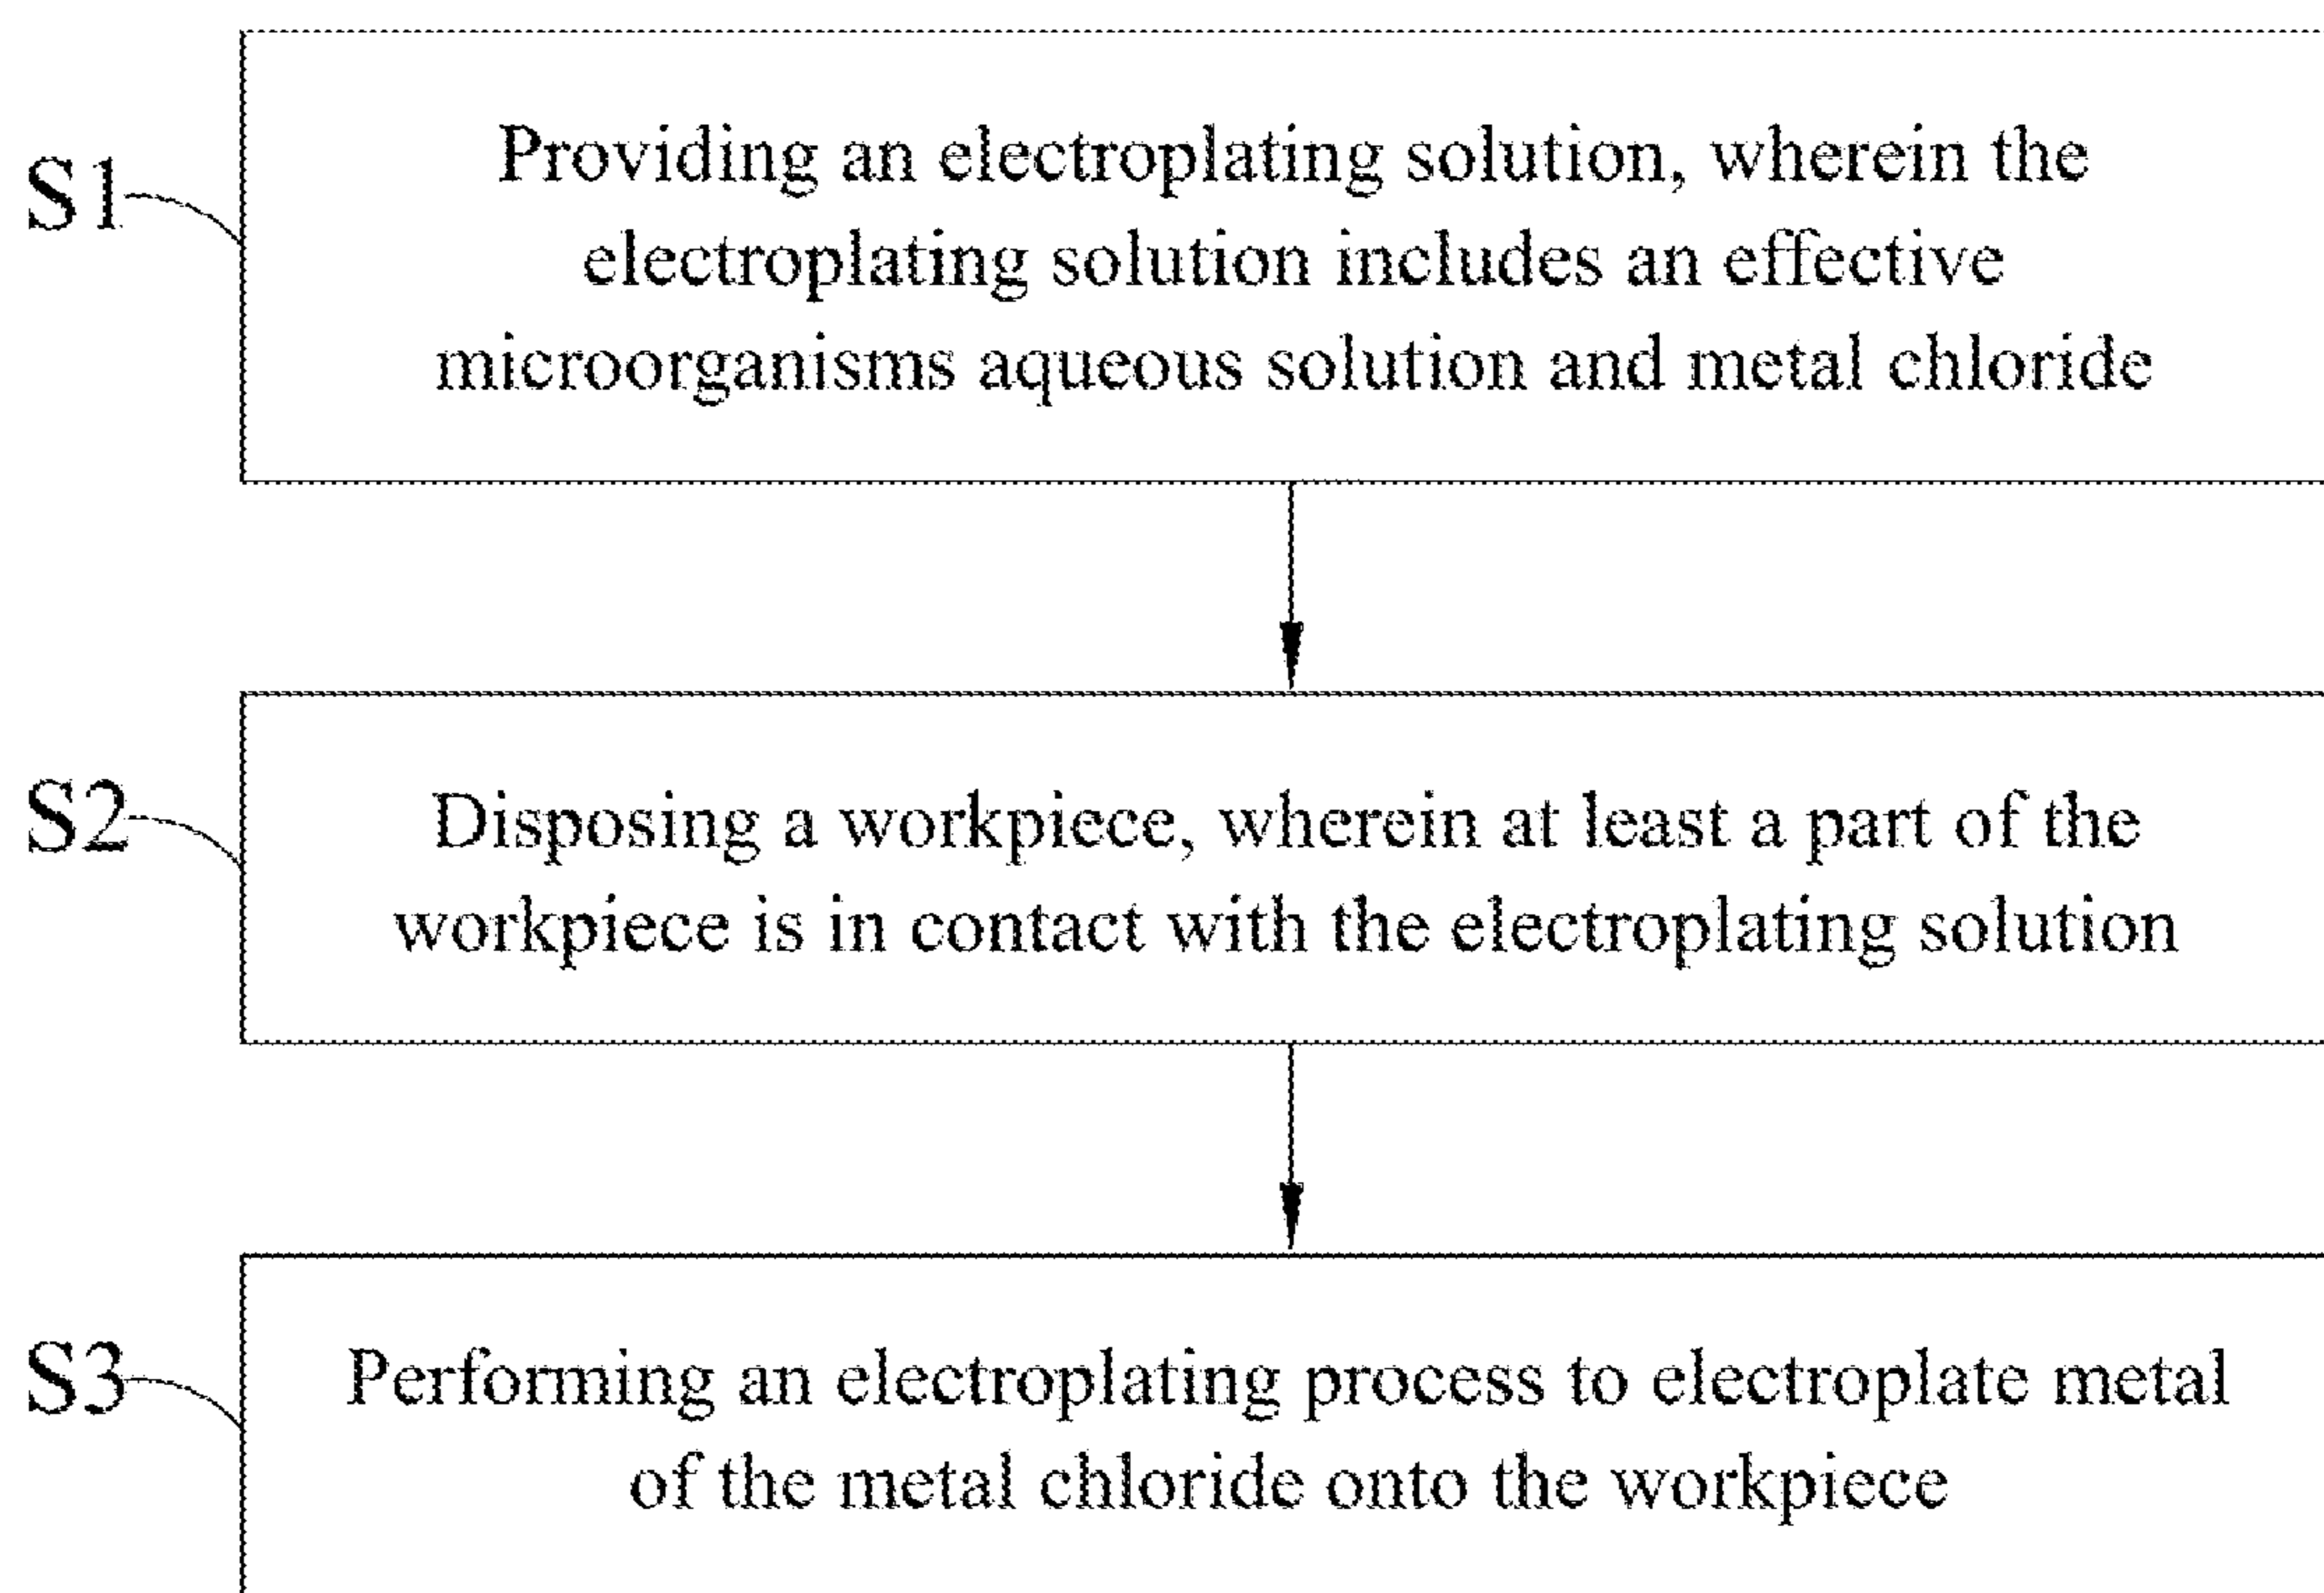 S1
Providing an electroplating solution, wherein the
electroplating solution includes an effective
microorganisms aqueous solution and metal chloride
S2
Disposing a workpiece, wherein at least a part of the
workpiece is in contact with the electroplating solution
S3
Performing an electroplating process to electroplate metal
of the metal chloride onto the workpiece